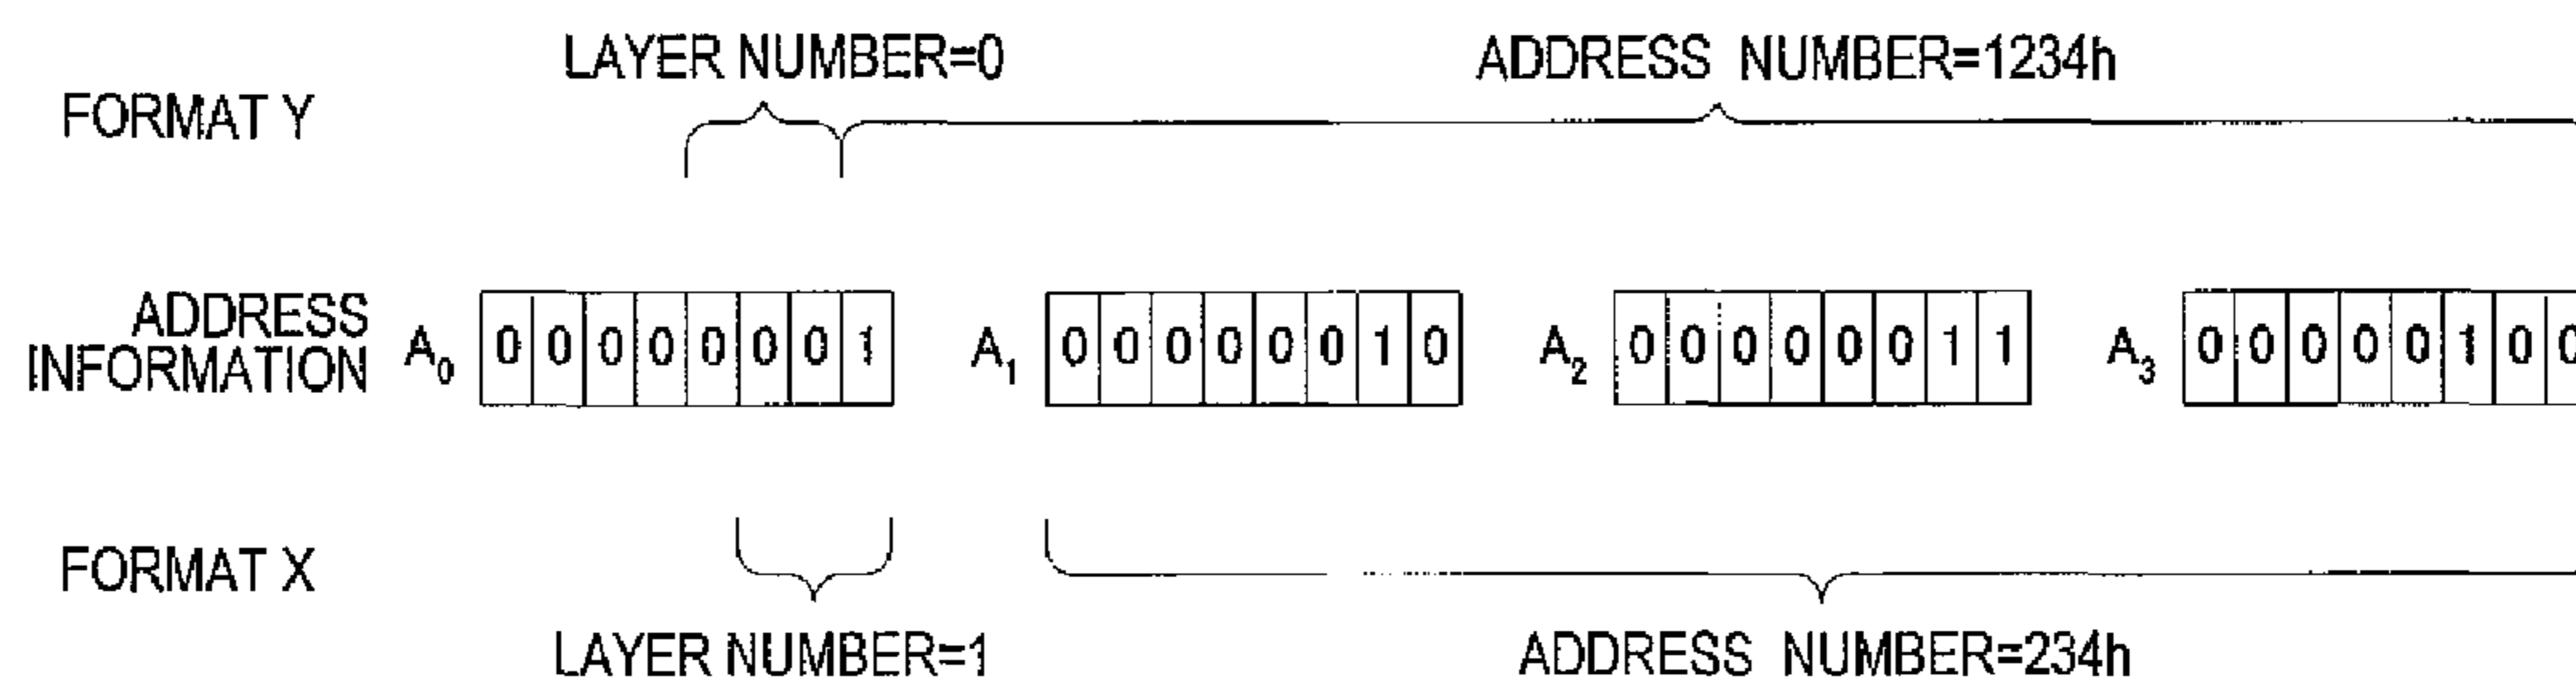 LAYER NUMBER=0 ADDRESS NUMBER=1234h
FORMAT Y
ADDRESS
INFORMATION A0 0 0 0 0 0 0 0 1 A1 0 0 0 0 0 0 1 0 A2 0 0 0 0 0 0 1 1 A3 0 0 0 0 0 1 0 0
FORMAT X
LAYER NUMBER=1 ADDRESS NUMBER=234h